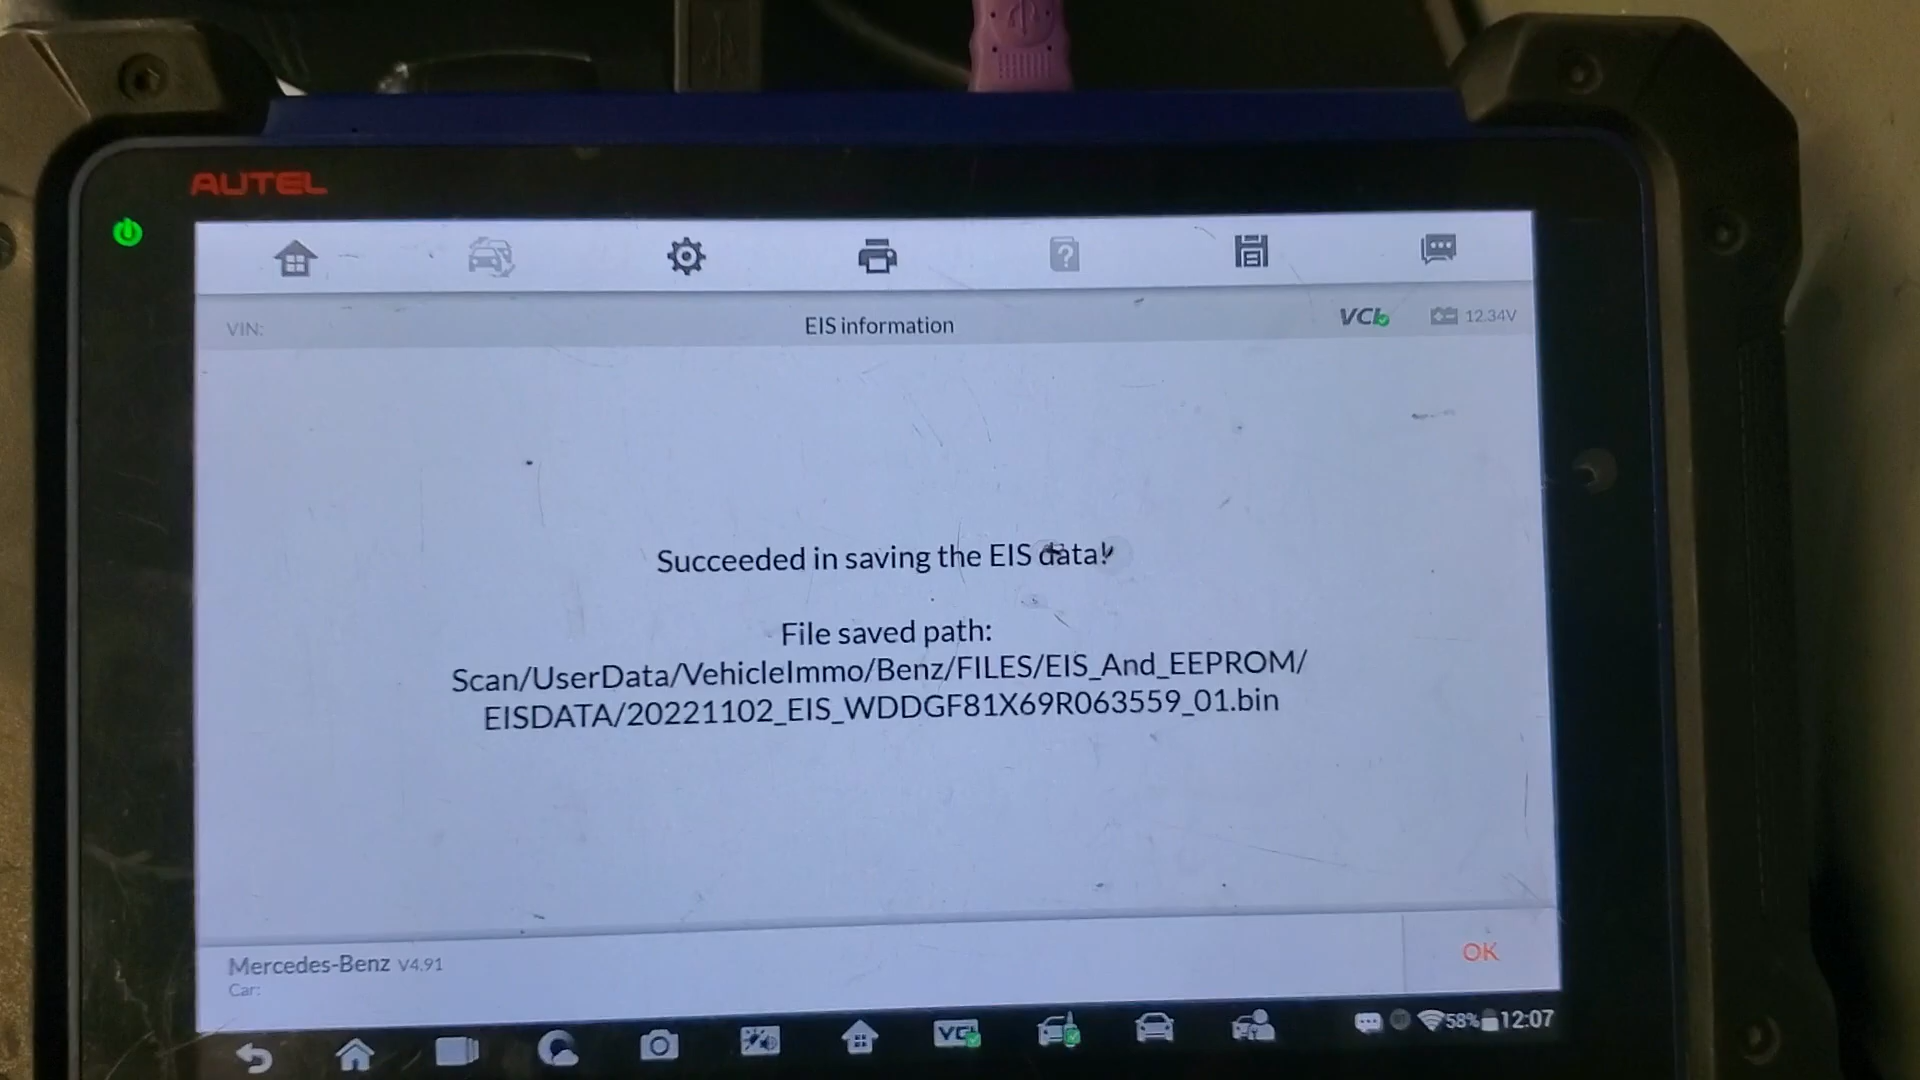 AUTEL
VIN:
EIS information
VCI
12.34V
Succeeded in saving the EIS data!
File saved path:
Scan/UserData/VehicleImmo/Benz/FILES/EIS_And_EEPROM/
EISDATA/20221102_EIS_WDDGF81X69R063559_01.bin
Mercedes-Benz V4.91
Car:
OK
VCI
58%
12:07